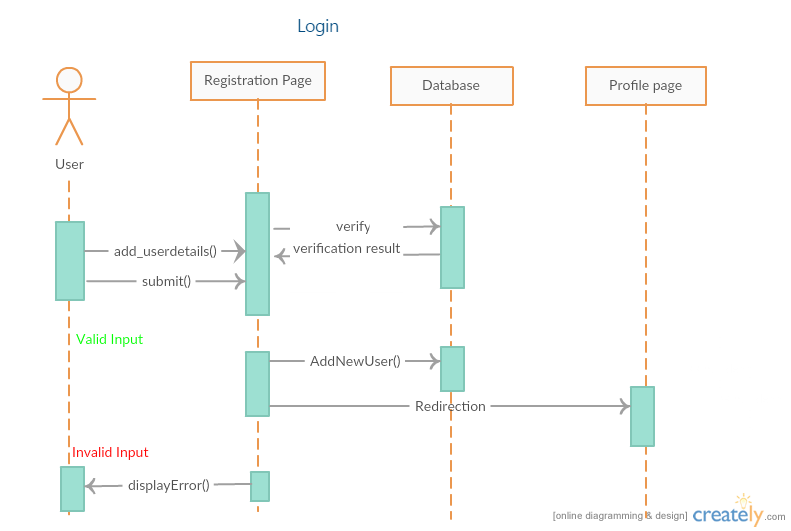 Login
Registration Page
Database
Profile page
User
verify
add_userdetails()
verification result
submit()
Valid Input
AddNewUser()
Redirection
Invalid Input
displayError()
[online diagramming & design] creately.com